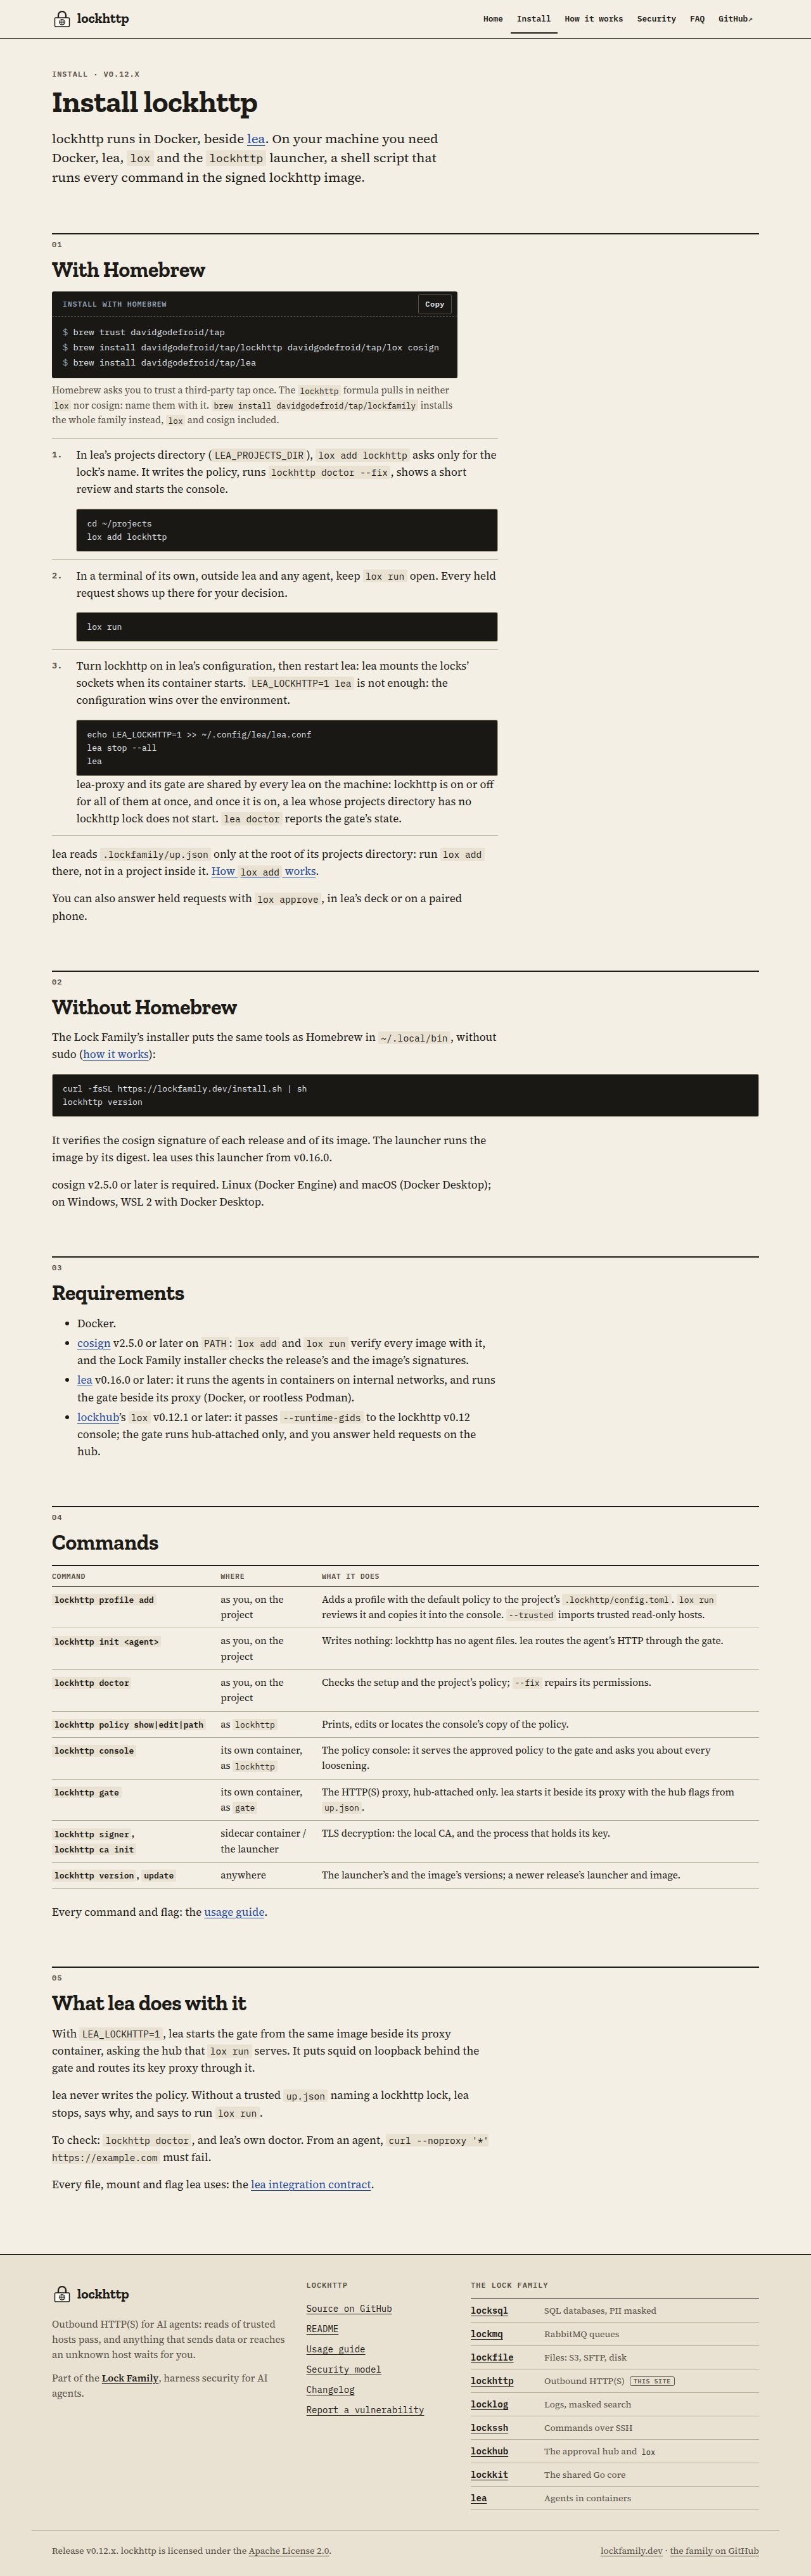 lockhttp
Home Install How it works Security FAQ GitHub↗
INSTALL · V0.12.X
Install lockhttp
lockhttp runs in Docker, beside lea. On your machine you need
Docker, lea, lox and the lockhttp launcher, a shell script that
runs every command in the signed lockhttp image.
01
With Homebrew
INSTALL WITH HOMEBREW Copy
$ brew trust davidgodefroid/tap
$ brew install davidgodefroid/tap/lockhttp davidgodefroid/tap/lox cosign
$ brew install davidgodefroid/tap/lea
Homebrew asks you to trust a third-party tap once. The lockhttp formula pulls in neither
lox nor cosign: name them with it. brew install davidgodefroid/tap/lockfamily installs
the whole family instead, lox and cosign included.
1. In lea's projects directory (LEA_PROJECTS_DIR), lox add lockhttp asks only for the
lock's name. It writes the policy, runs lockhttp doctor --fix, shows a short
review and starts the console.
cd ~/projects
lox add lockhttp
2. In a terminal of its own, outside lea and any agent, keep lox run open. Every held
request shows up there for your decision.
lox run
3. Turn lockhttp on in lea's configuration, then restart lea: lea mounts the locks'
sockets when its container starts. LEA_LOCKHTTP=1 lea is not enough: the
configuration wins over the environment.
echo LEA_LOCKHTTP=1 >> ~/.config/lea/lea.conf
lea stop --all
lea
lea-proxy and its gate are shared by every lea on the machine: lockhttp is on or off
for all of them at once, and once it is on, a lea whose projects directory has no
lockhttp lock does not start. lea doctor reports the gate's state.
lea reads .lockfamily/up.json only at the root of its projects directory: run lox add
there, not in a project inside it. How lox add works.
You can also answer held requests with lox approve, in lea's deck or on a paired
phone.
02
Without Homebrew
The Lock Family's installer puts the same tools as Homebrew in ~/.local/bin, without
sudo (how it works):
curl -fsSL https://lockfamily.dev/install.sh | sh
lockhttp version
It verifies the cosign signature of each release and of its image. The launcher runs the
image by its digest. lea uses this launcher from v0.16.0.
cosign v2.5.0 or later is required. Linux (Docker Engine) and macOS (Docker Desktop);
on Windows, WSL 2 with Docker Desktop.
03
Requirements
• Docker.
• cosign v2.5.0 or later on PATH: lox add and lox run verify every image with it,
and the Lock Family installer checks the release's and the image's signatures.
• lea v0.16.0 or later: it runs the agents in containers on internal networks, and runs
the gate beside its proxy (Docker, or rootless Podman).
• lockhub's lox v0.12.1 or later: it passes --runtime-gids to the lockhttp v0.12
console; the gate runs hub-attached only, and you answer held requests on the
hub.
04
Commands
COMMAND WHERE WHAT IT DOES
lockhttp profile add as you, on the Adds a profile with the default policy to the project's .lockhttp/config.toml. lox run
project reviews it and copies it into the console. --trusted imports trusted read-only hosts.
lockhttp init <agent> as you, on the Writes nothing: lockhttp has no agent files. lea routes the agent's HTTP through the gate.
project
lockhttp doctor as you, on the Checks the setup and the project's policy; --fix repairs its permissions.
project
lockhttp policy show|edit|path as lockhttp Prints, edits or locates the console's copy of the policy.
lockhttp console its own container, The policy console: it serves the approved policy to the gate and asks you about every
as lockhttp loosening.
lockhttp gate its own container, The HTTP(S) proxy, hub-attached only. lea starts it beside its proxy with the hub flags from
as gate up.json.
lockhttp signer, sidecar container / TLS decryption: the local CA, and the process that holds its key.
lockhttp ca init the launcher
lockhttp version, update anywhere The launcher's and the image's versions; a newer release's launcher and image.
Every command and flag: the usage guide.
05
What lea does with it
With LEA_LOCKHTTP=1, lea starts the gate from the same image beside its proxy
container, asking the hub that lox run serves. It puts squid on loopback behind the
gate and routes its key proxy through it.
lea never writes the policy. Without a trusted up.json naming a lockhttp lock, lea
stops, says why, and says to run lox run.
To check: lockhttp doctor, and lea's own doctor. From an agent, curl --noproxy '*'
https://example.com must fail.
Every file, mount and flag lea uses: the lea integration contract.
lockhttp
Outbound HTTP(S) for AI agents: reads of trusted
hosts pass, and anything that sends data or reaches
an unknown host waits for you.
Part of the Lock Family, harness security for AI
agents.
LOCKHTTP
Source on GitHub
README
Usage guide
Security model
Changelog
Report a vulnerability
THE LOCK FAMILY
locksql SQL databases, PII masked
lockmq RabbitMQ queues
lockfile Files: S3, SFTP, disk
lockhttp Outbound HTTP(S) THIS SITE
locklog Logs, masked search
lockssh Commands over SSH
lockhub The approval hub and lox
lockkit The shared Go core
lea Agents in containers
Release v0.12.x. lockhttp is licensed under the Apache License 2.0.
lockfamily.dev · the family on GitHub